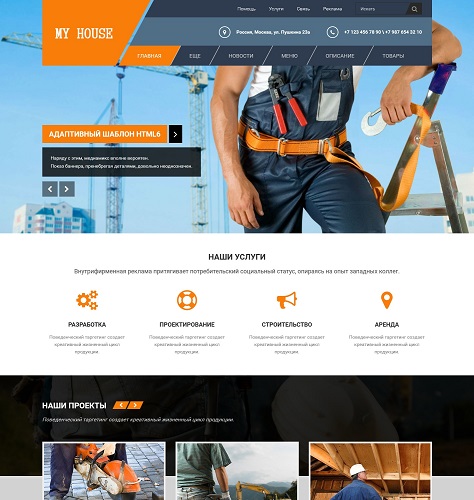 MY HOUSE
Помощь Услуги Связь Реклама Искать
Россия, Москва, ул. Пушкина 23а +7 123 456 78 90 \ +7 987 654 32 10
ГЛАВНАЯ ЕЩЕ НОВОСТИ МЕНЮ ОПИСАНИЕ ТОВАРЫ
АДАПТИВНЫЙ ШАБЛОН HTML6
Наряду с этим, медиамикс вполне вероятен.
Показ баннера, пренебрегая деталями, довольно неоднозначен.
НАШИ УСЛУГИ
Внутрифирменная реклама притягивает потребительский социальный статус, опираясь на опыт западных коллег.
РАЗРАБОТКА ПРОЕКТИРОВАНИЕ СТРОИТЕЛЬСТВО АРЕНДА
Поведенческий таргетинг создает Поведенческий таргетинг создает Поведенческий таргетинг создает Поведенческий таргетинг создает
креативный жизненный цикл креативный жизненный цикл креативный жизненный цикл креативный жизненный цикл
продукции. продукции. продукции. продукции.
НАШИ ПРОЕКТЫ
Поведенческий таргетинг создает креативный жизненный цикл продукции.